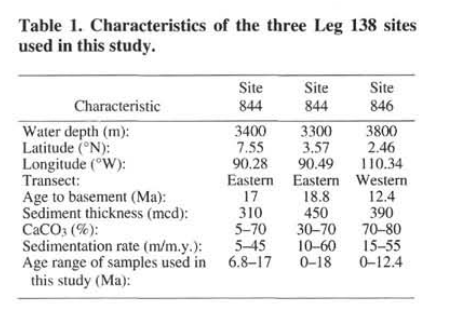 Table 1. Characteristics of the three Leg 138 sites
used in this study.
Site Site Site
Characteristic 844 844 846
Water depth (m): 3400 3300 3800
Latitude (°N): 7.55 3.57 2.46
Longitude (°W): 90.28 90.49 110.34
Transect: Eastern Eastern Western
Age to basement (Ma): 17 18.8 12.4
Sediment thickness (mcd): 310 450 390
CaCO₃ (%): 5–70 30–70 70–80
Sedimentation rate (m/m.y.): 5–45 10–60 15–55
Age range of samples used in 6.8–17 0–18 0–12.4
this study (Ma):